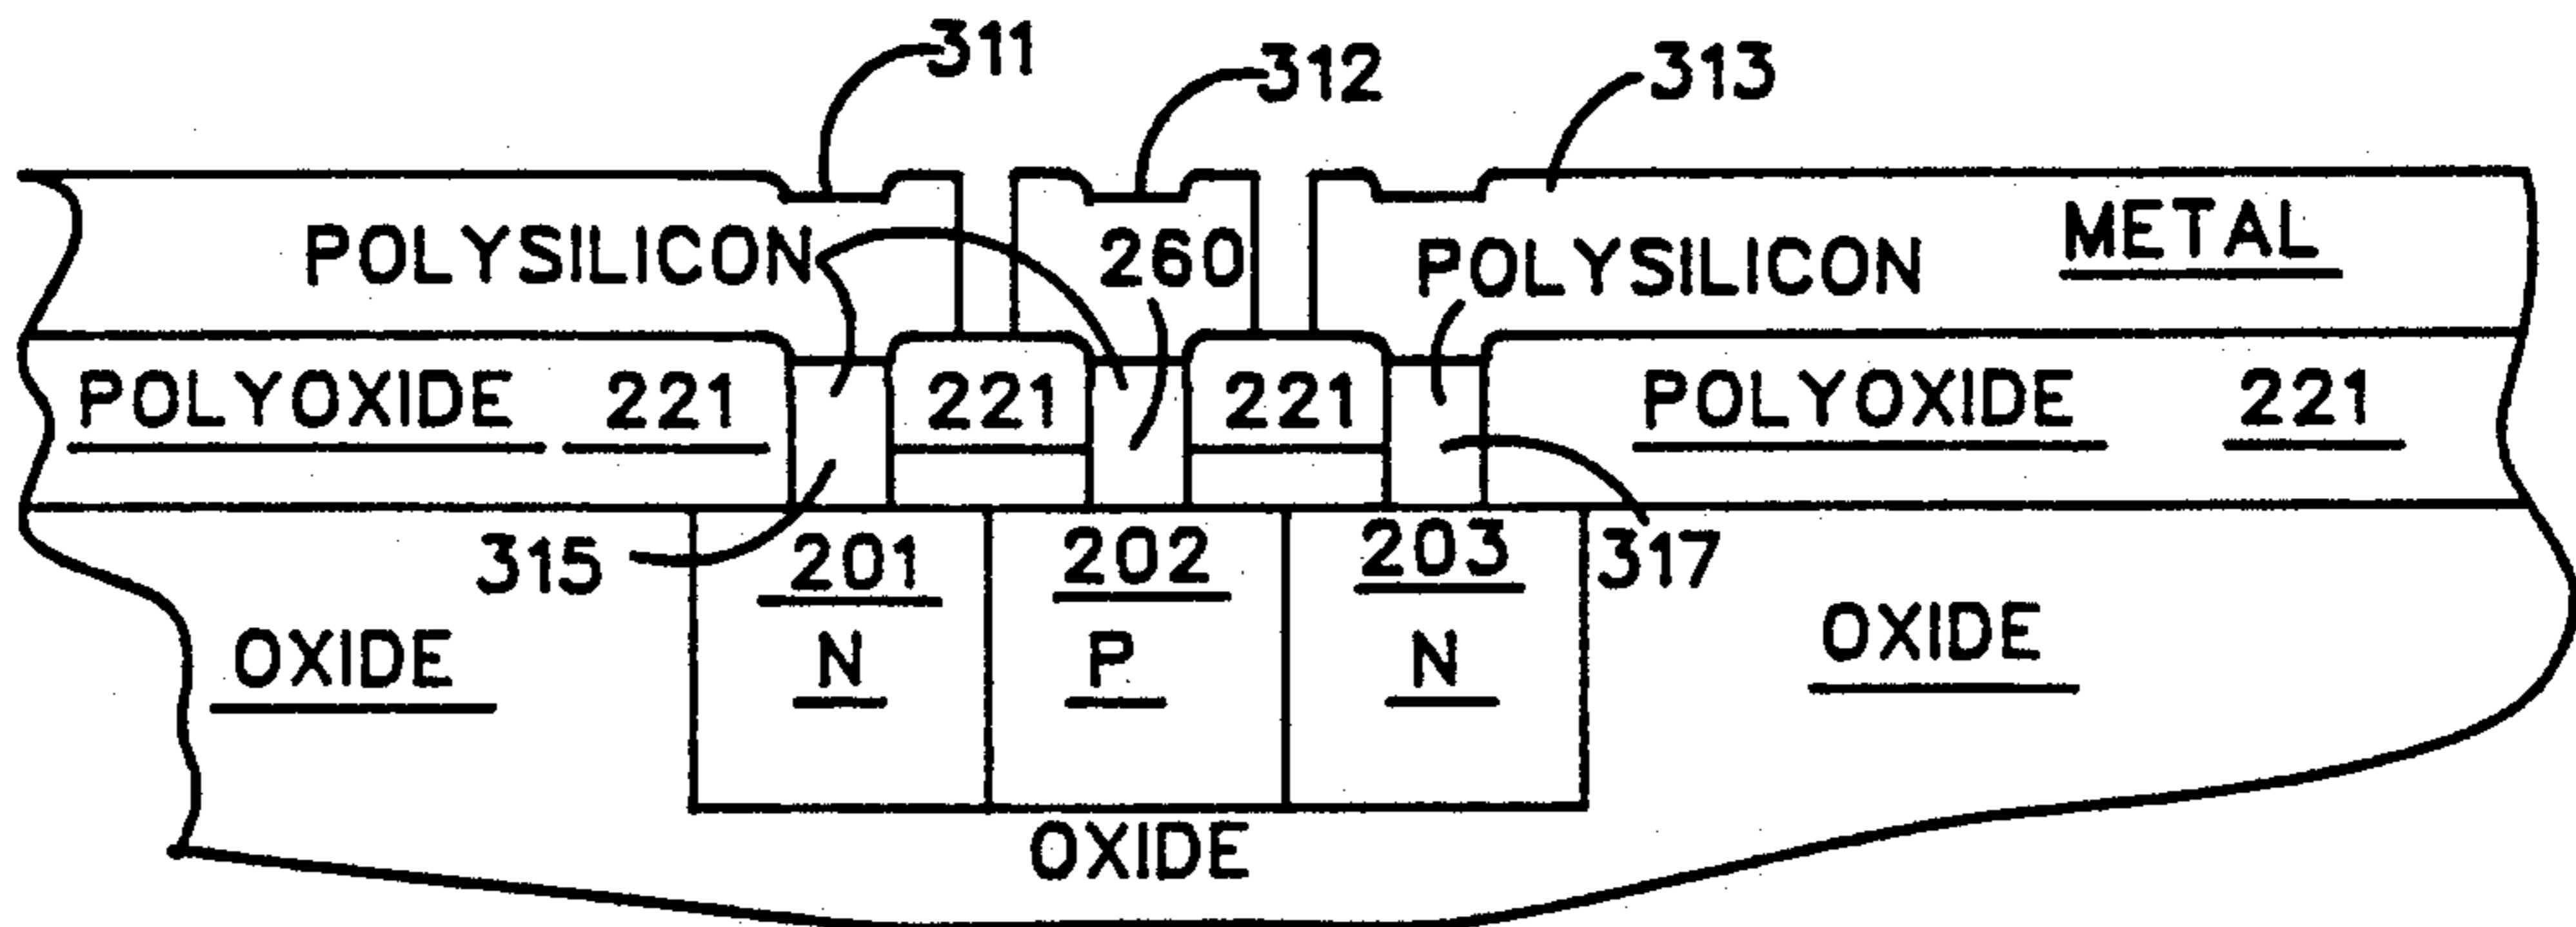 311 312 313
POLYSILICON 260 POLYSILICON METAL
POLYOXIDE 221 221 221 POLYOXIDE 221
315 201 202 203 317
OXIDE N P N OXIDE
OXIDE